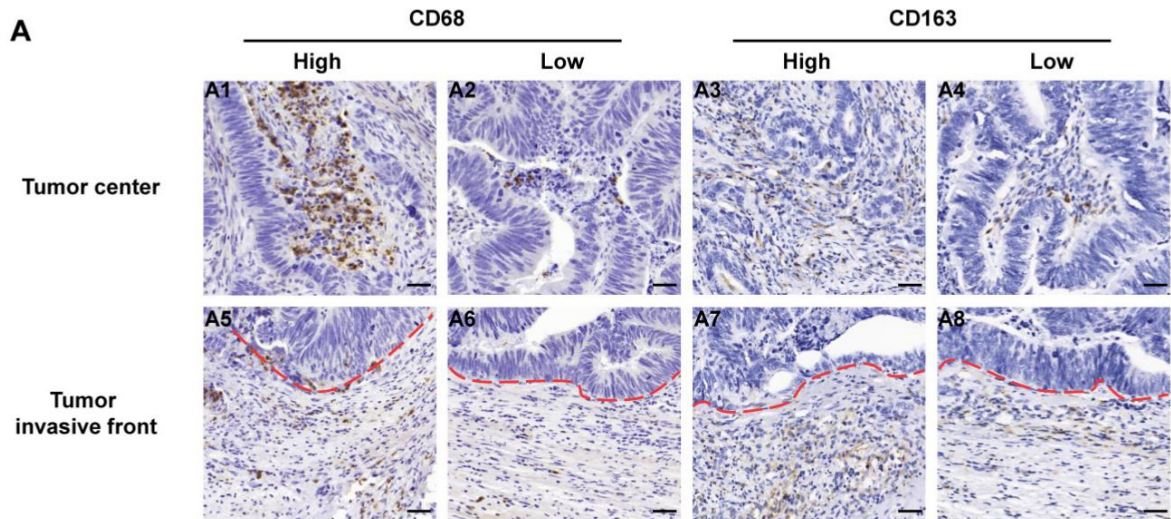 A
CD68 CD163
High Low High Low
Tumor center
A1 A2 A3 A4
Tumor
invasive front
A5 A6 A7 A8